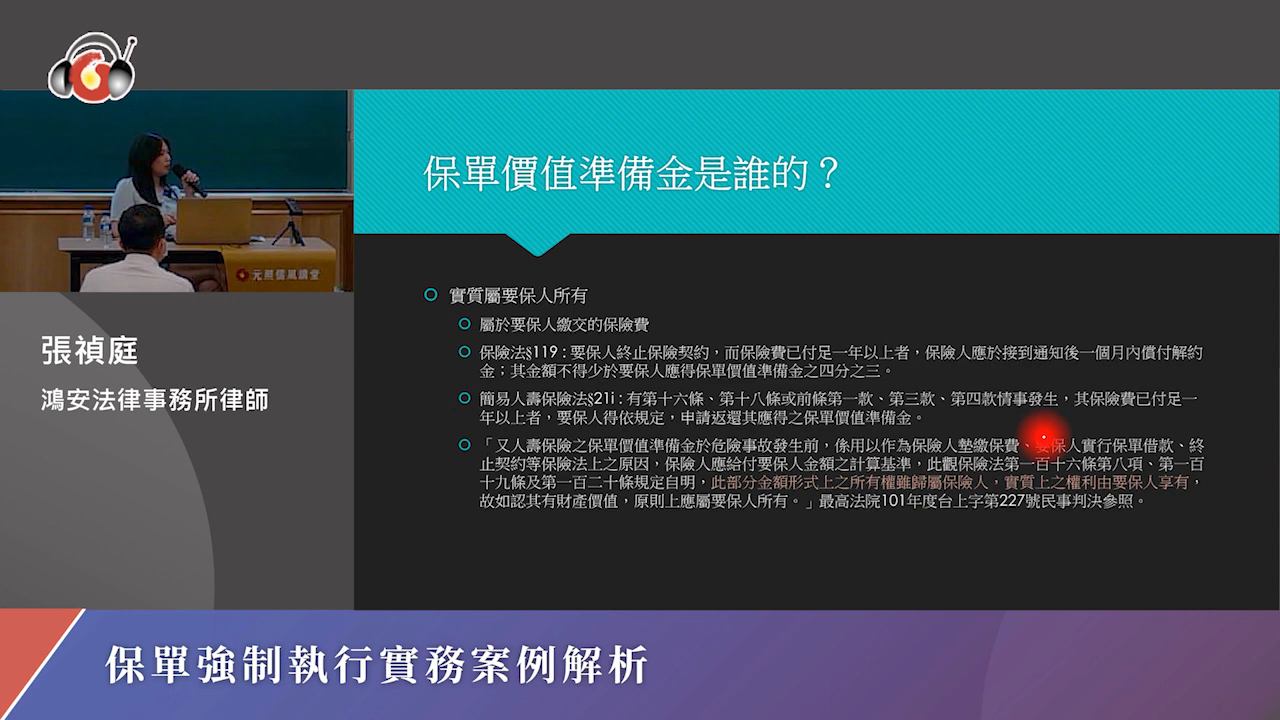 保單價值準備金是誰的？
實質屬要保人所有
屬於要保人繳交的保險費
保險法§119 : 要保人終止保險契約，而保險費已付足一年以上者，保險人應於接到通知後一個月內償付解約
金；其金額不得少於要保人應得保單價值準備金之四分之三。
簡易人壽保險法§21i : 有第十六條、第十八條或前條第一款、第三款、第四款情事發生，其保險費已付足一
年以上者，要保人得依規定，申請返還其應得之保單價值準備金。
「又人壽保險之保單價值準備金於危險事故發生前，係用以作為保險人墊繳保費、要保人實行保單借款、終
止契約等保險法上之原因，保險人應給付要保人金額之計算基準，此觀保險法第一百十六條第八項、第一百
十九條及第一百二十條規定自明，此部分金額形式上之所有權雖歸屬保險人，實質上之權利由要保人享有，
故如認其有財產價值，原則上應屬要保人所有。」最高法院101年度台上字第227號民事判決參照。
元照信風講堂
張禎庭
鴻安法律事務所律師
保單強制執行實務案例解析